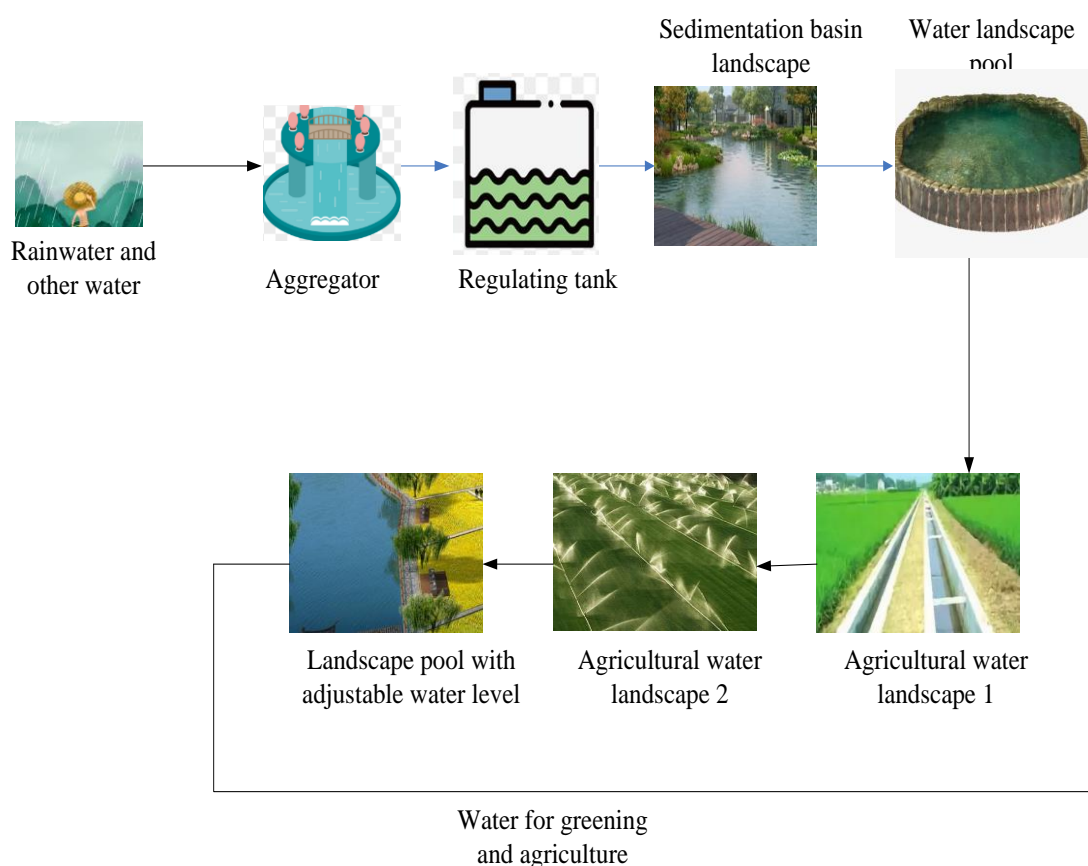 Sedimentation basin
landscape
Water landscape
pool
Rainwater and
other water
Aggregator
Regulating tank
Landscape pool with
adjustable water level
Agricultural water
landscape 2
Agricultural water
landscape 1
Water for greening
and agriculture